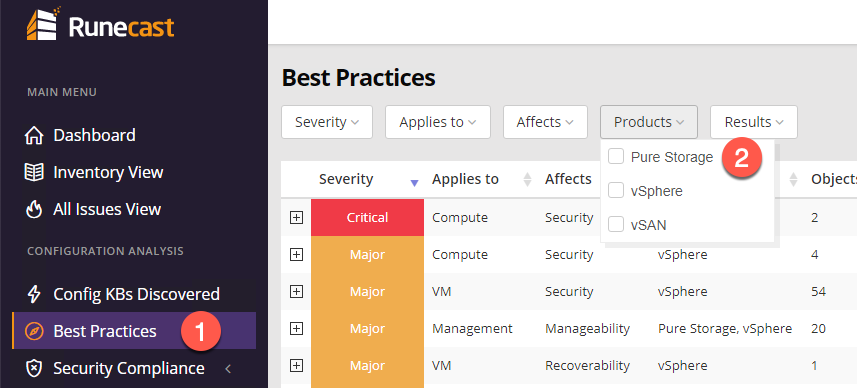 Runecast
MAIN MENU
Dashboard
Inventory View
All Issues View
CONFIGURATION ANALYSIS
Config KBs Discovered
Best Practices 1
Security Compliance
Best Practices
Severity Applies to Affects Products Results
Pure Storage 2
vSphere
vSAN
Severity Applies to Affects Objects
Critical Compute Security 2
Major Compute Security vSphere 4
Major VM Security vSphere 54
Major Management Manageability Pure Storage, vSphere 20
Major VM Recoverability vSphere 1